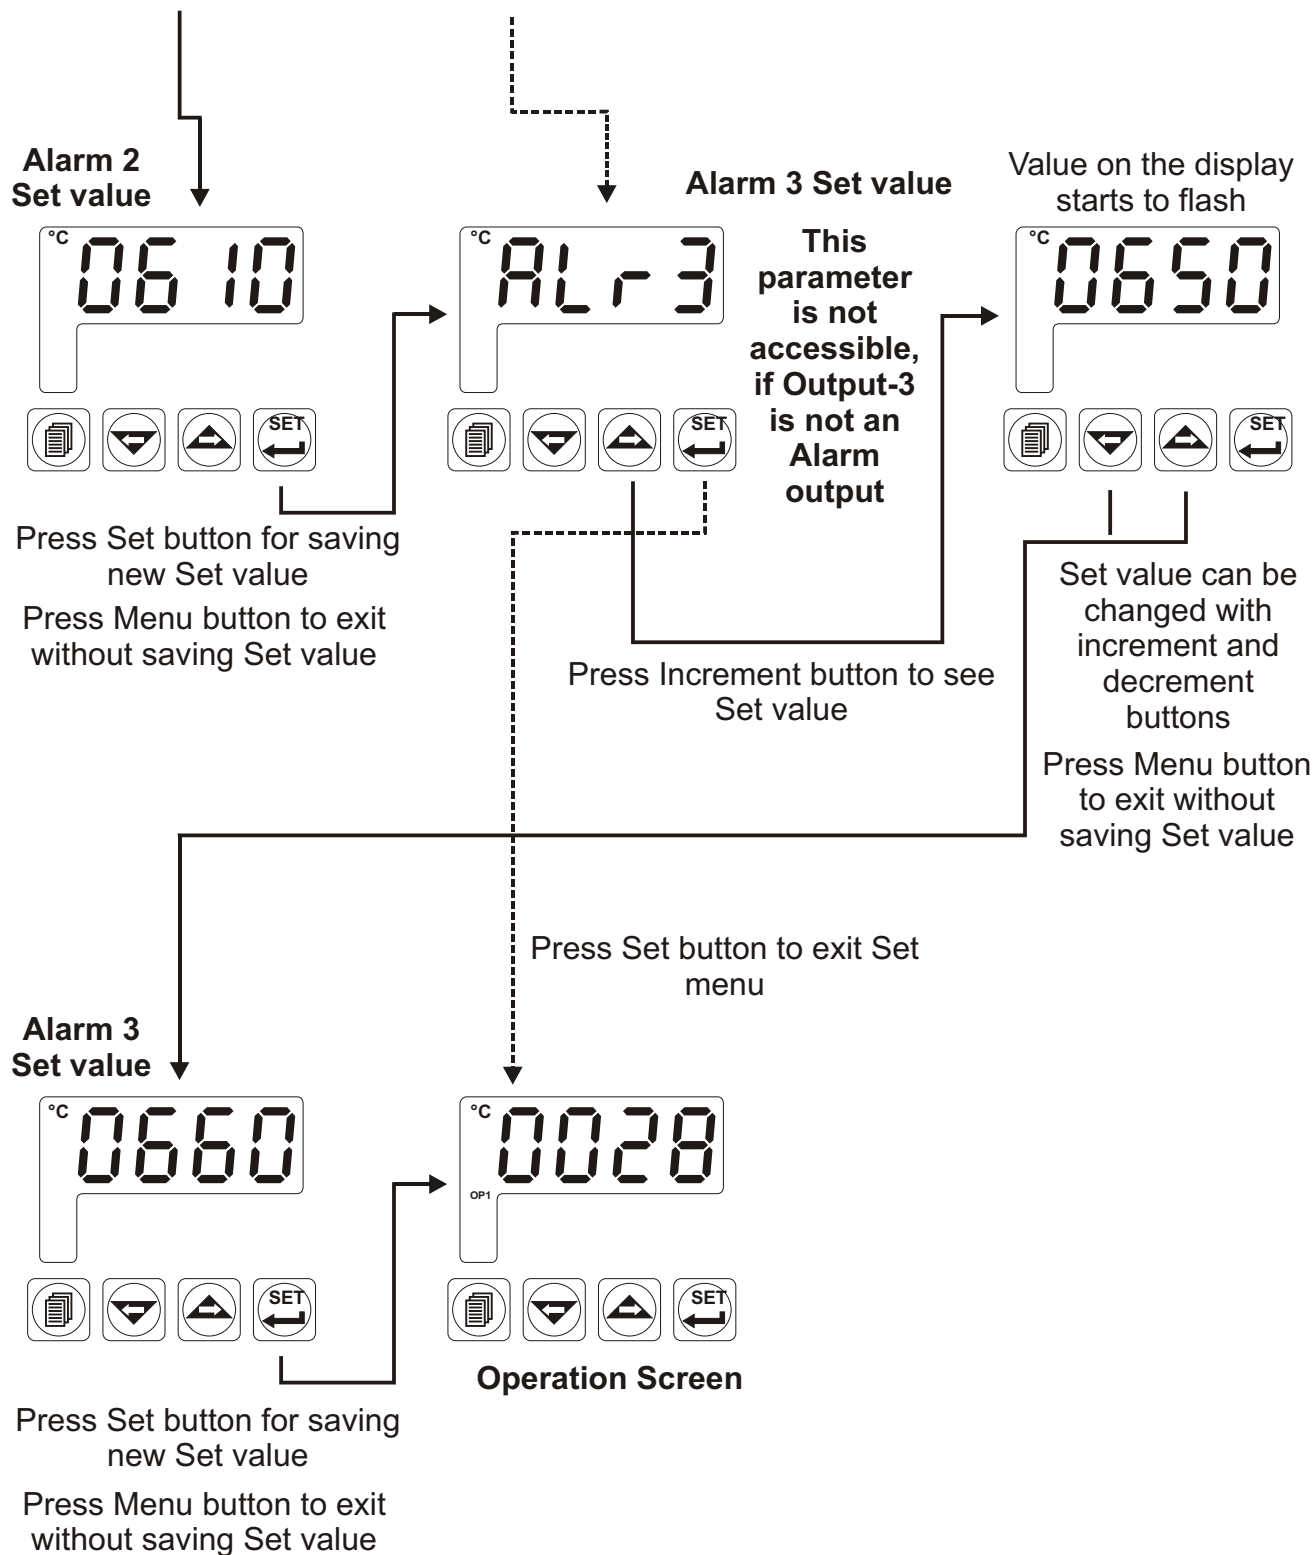 Alarm 2
Set value
°C
0610
SET
Press Set button for saving
new Set value
Press Menu button to exit
without saving Set value
Alarm 3 Set value
°C
ALr3
SET
This
parameter
is not
accessible,
if Output-3
is not an
Alarm
output
Press Increment button to see
Set value
Value on the display
starts to flash
°C
0650
SET
Set value can be
changed with
increment and
decrement
buttons
Press Menu button
to exit without
saving Set value
Press Set button to exit Set
menu
Alarm 3
Set value
°C
0660
SET
Press Set button for saving
new Set value
Press Menu button to exit
without saving Set value
°C
0028
OP1
SET
Operation Screen